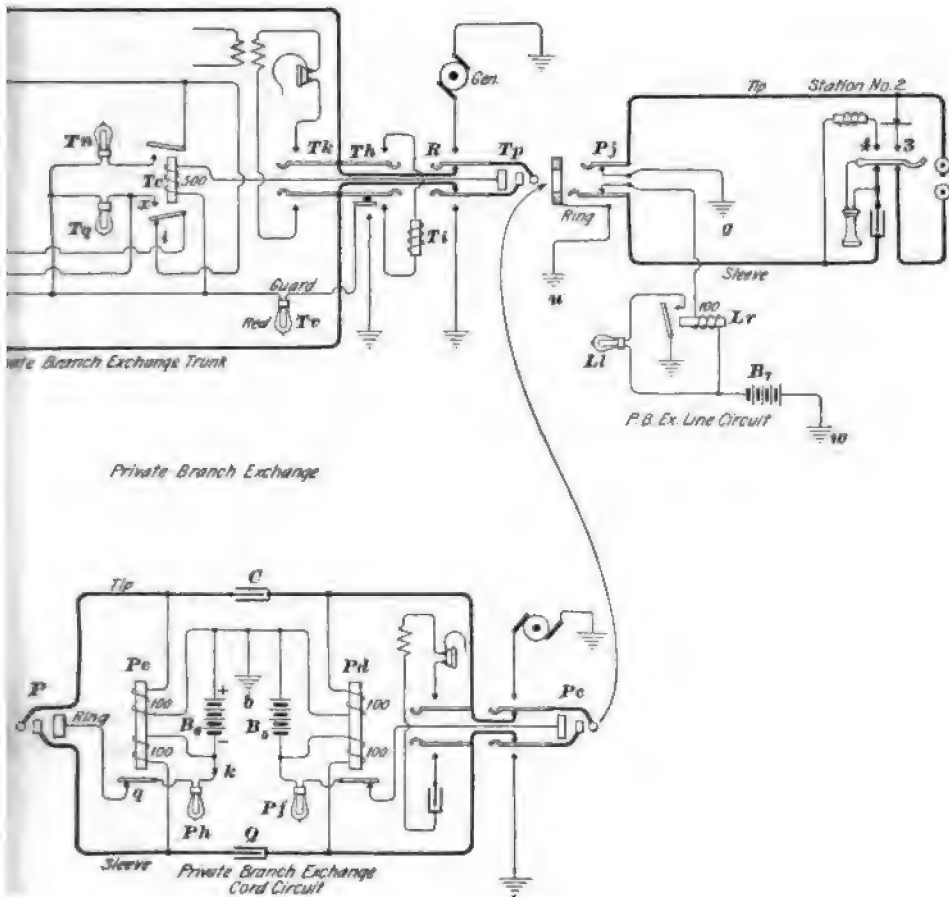 Gen.
Tip
Station No. 2
Tn
Tk
Th
R
Tp
Pj
4
3
Tc
500
x
Tq
l
Ti
Ring
g
Guard
Red
Tv
u
Sleeve
100
Lr
Ll
B7
w
Private Branch Exchange Trunk
P.B. Ex. Line Circuit
Private Branch Exchange
Tip
C
Pe
Pd
P
b
Pc
Ring
100
100
+
B6
B5
-
100
100
q
k
Ph
Pf
Q
Sleeve
Private Branch Exchange
Cord Circuit